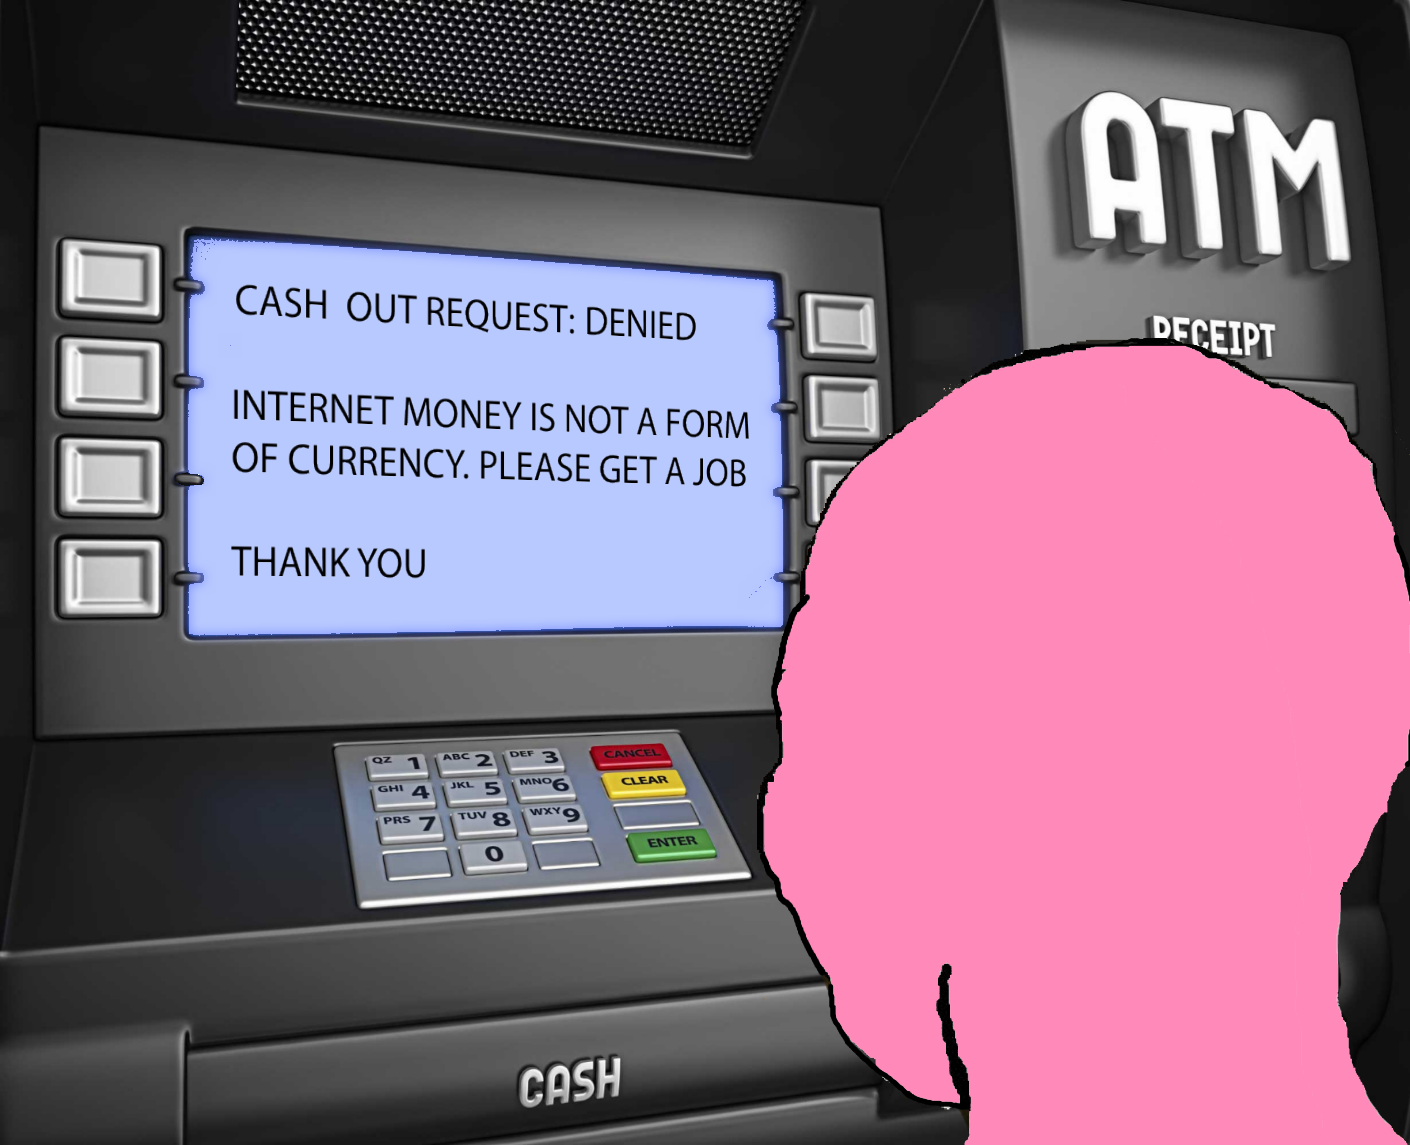 ATM
RECEIPT
CASH OUT REQUEST: DENIED
INTERNET MONEY IS NOT A FORM
OF CURRENCY. PLEASE GET A JOB
THANK YOU
QZ 1 ABC 2 DEF 3 CANCEL
GHI 4 JKL 5 MNO 6 CLEAR
PRS 7 TUV 8 WXY 9
0 ENTER
CASH